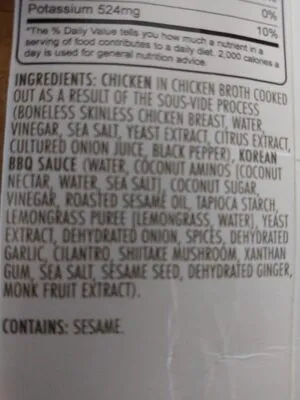 0%
Potassium 524mg
10%
*The % Daily Value tells you how much a nutrient in a
serving of food contributes to a daily diet. 2,000 calories a
day is used for general nutrition advice.
INGREDIENTS: CHICKEN IN CHICKEN BROTH COOKED
OUT AS A RESULT OF THE SOUS-VIDE PROCESS
(BONELESS SKINLESS CHICKEN BREAST, WATER,
VINEGAR, SEA SALT, YEAST EXTRACT, CITRUS EXTRACT,
CULTURED ONION JUICE, BLACK PEPPER), KOREAN
BBQ SAUCE (WATER, COCONUT AMINOS [COCONUT
NECTAR, WATER, SEA SALT], COCONUT SUGAR,
VINEGAR, ROASTED SESAME OIL, TAPIOCA STARCH,
LEMONGRASS PUREE [LEMONGRASS, WATER], YEAST
EXTRACT, DEHYDRATED ONION, SPICES, DEHYDRATED
GARLIC, CILANTRO, SHIITAKE MUSHROOM, XANTHAN
GUM, SEA SALT, SESAME SEED, DEHYDRATED GINGER,
MONK FRUIT EXTRACT).
CONTAINS: SESAME.